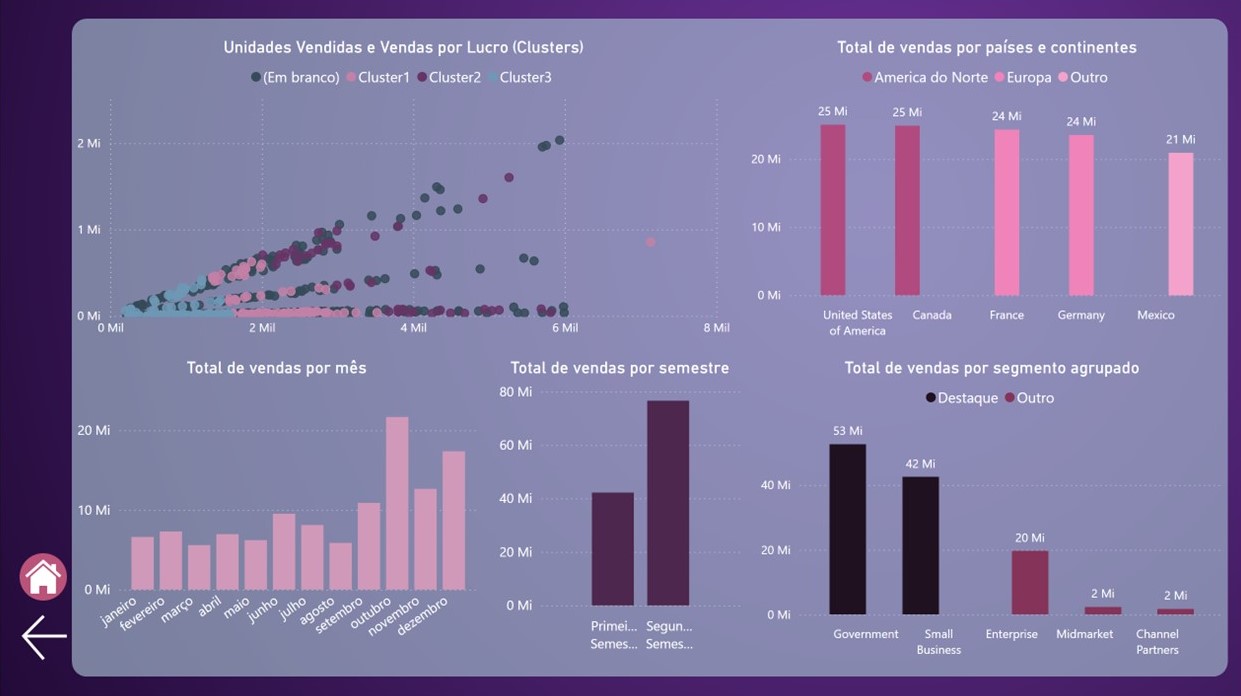 Unidades Vendidas e Vendas por Lucro (Clusters)
(Em branco) Cluster1 Cluster2 Cluster3
2 Mi
1 Mi
0 Mi
0 Mil 2 Mil 4 Mil 6 Mil 8 Mil
Total de vendas por países e continentes
America do Norte Europa Outro
25 Mi 25 Mi 24 Mi 24 Mi 21 Mi
20 Mi
10 Mi
0 Mi
United States of America Canada France Germany Mexico
Total de vendas por mês
20 Mi
10 Mi
0 Mi
janeiro fevereiro março abril maio junho julho agosto setembro outubro novembro dezembro
Total de vendas por semestre
80 Mi
60 Mi
40 Mi
20 Mi
0 Mi
Primei... Segun...
Semes... Semes...
Total de vendas por segmento agrupado
Destaque Outro
53 Mi 42 Mi 20 Mi 2 Mi 2 Mi
40 Mi
20 Mi
0 Mi
Government Small Business Enterprise Midmarket Channel Partners